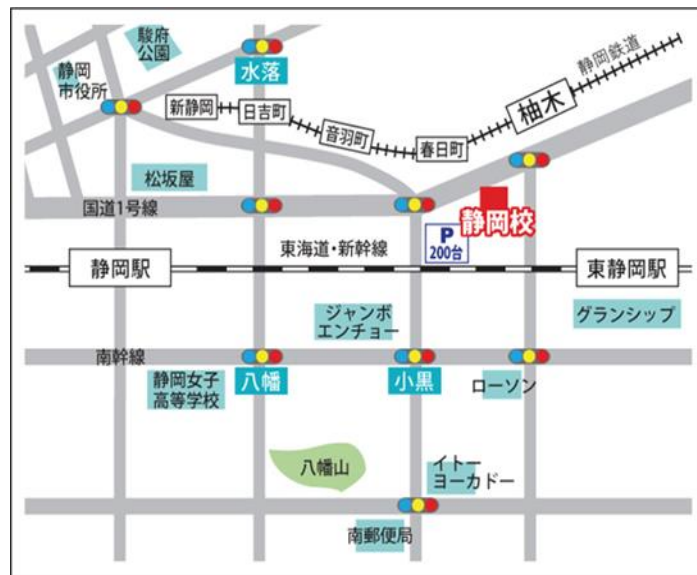 駿府
公園
水落
静岡鉄道
静岡
市役所
新静岡
日吉町
音羽町
春日町
柚木
松坂屋
国道1号線
静岡校
P
200台
静岡駅
東海道・新幹線
東静岡駅
ジャンボ
エンチョー
グランシップ
南幹線
静岡女子
高等学校
八幡
小黒
ローソン
八幡山
イトー
ヨーカドー
南郵便局